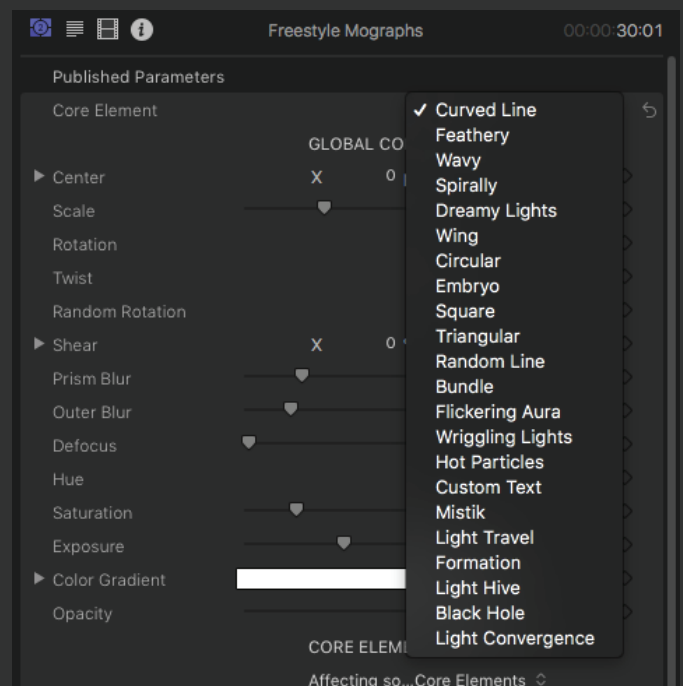 Freestyle Mographs 00:00:30:01
Published Parameters
Core Element
✓ Curved Line
Feathery
Wavy
Spirally
Dreamy Lights
Wing
Circular
Embryo
Square
Triangular
Random Line
Bundle
Flickering Aura
Wriggling Lights
Hot Particles
Custom Text
Mistik
Light Travel
Formation
Light Hive
Black Hole
Light Convergence
GLOBAL CO
Center X 0
Scale
Rotation
Twist
Random Rotation
Shear X 0
Prism Blur
Outer Blur
Defocus
Hue
Saturation
Exposure
Color Gradient
Opacity
CORE ELEM
Affecting so...Core Elements